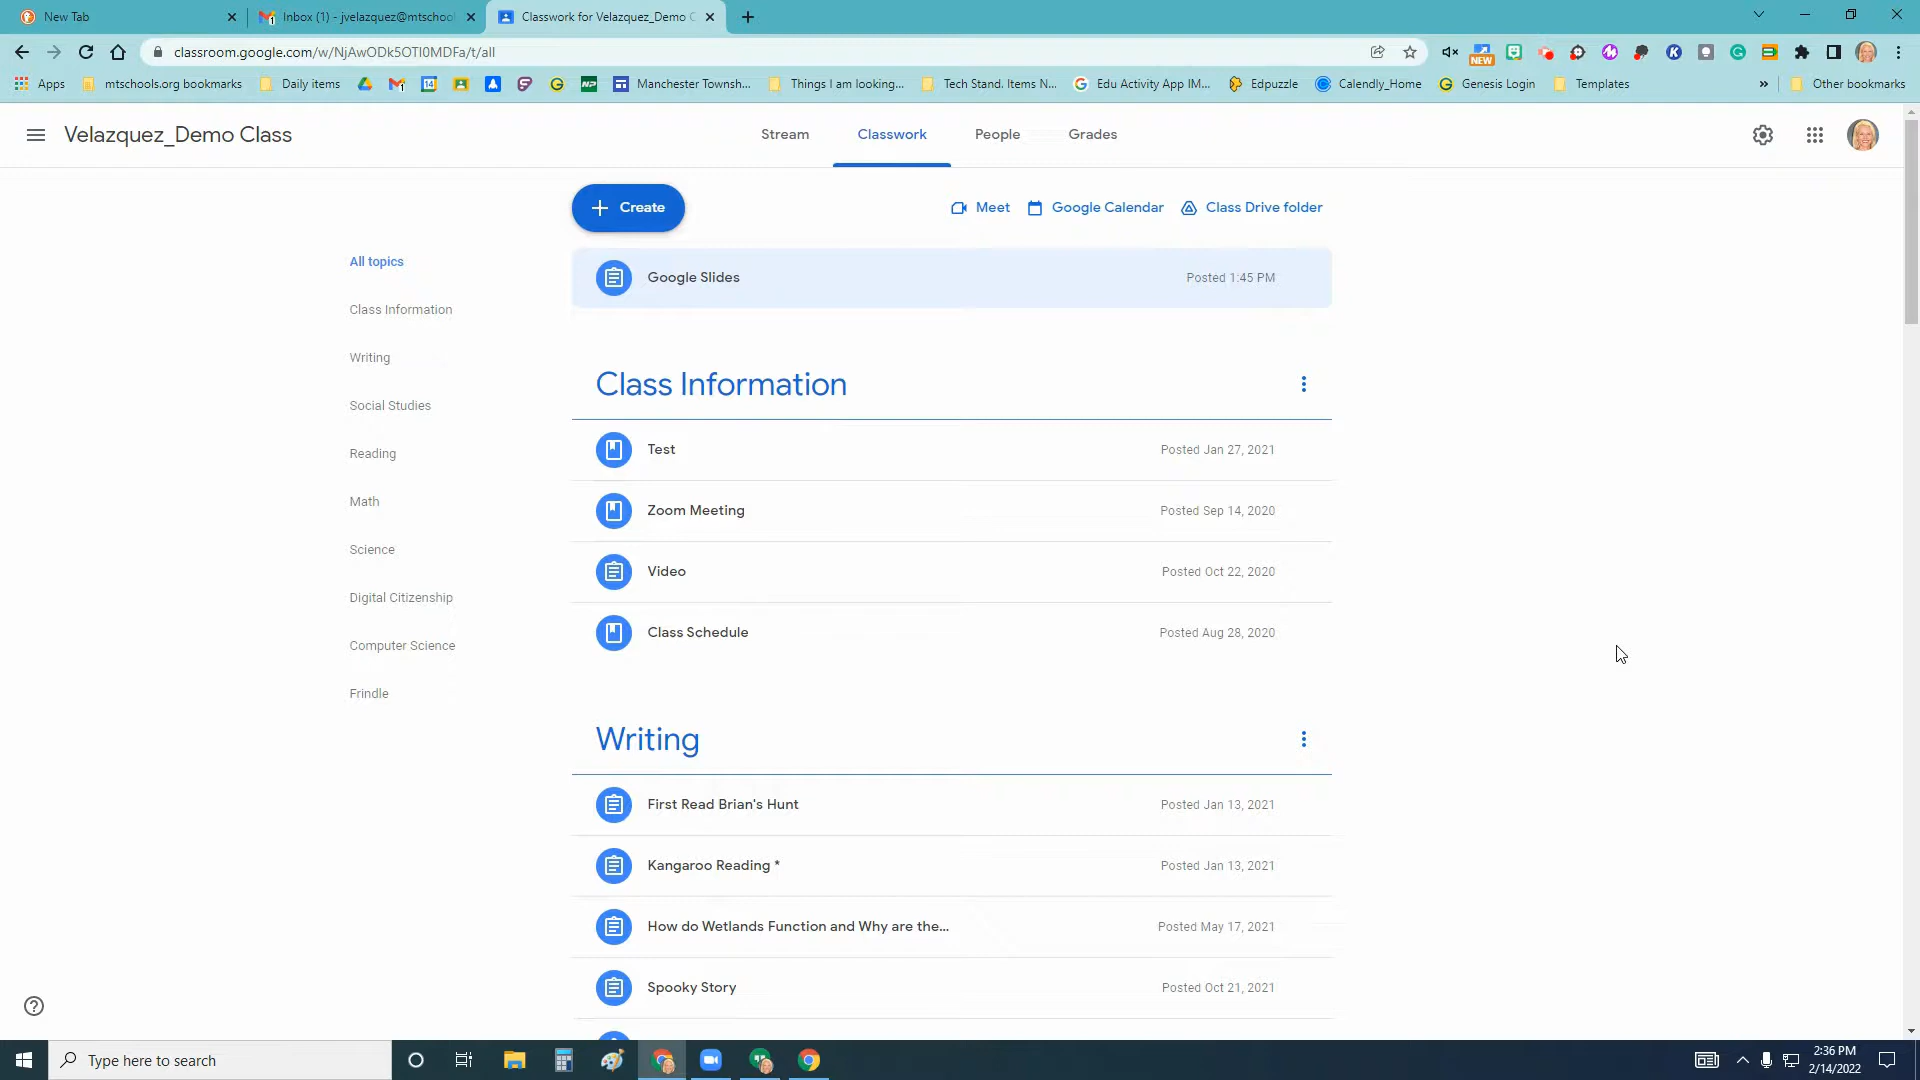 New Tab
Inbox (1) - jvelazquez@mtschool
Classwork for Velazquez_Demo C
classroom.google.com/w/NjAwODk5OTI0MDFa/t/all
NEW
Apps
mtschools.org bookmarks
Daily items
Manchester Townsh...
Things I am looking...
Tech Stand. Items N...
Edu Activity App IM...
Edpuzzle
Calendly_Home
Genesis Login
Templates
»
Other bookmarks
Velazquez_Demo Class
Stream
Classwork
People
Grades
+ Create
Meet
Google Calendar
Class Drive folder
All topics
Class Information
Writing
Social Studies
Reading
Math
Science
Digital Citizenship
Computer Science
Frindle
Google Slides
Posted 1:45 PM
Class Information
Test
Posted Jan 27, 2021
Zoom Meeting
Posted Sep 14, 2020
Video
Posted Oct 22, 2020
Class Schedule
Posted Aug 28, 2020
Writing
First Read Brian's Hunt
Posted Jan 13, 2021
Kangaroo Reading *
Posted Jan 13, 2021
How do Wetlands Function and Why are the...
Posted May 17, 2021
Spooky Story
Posted Oct 21, 2021
Type here to search
2:36 PM
2/14/2022